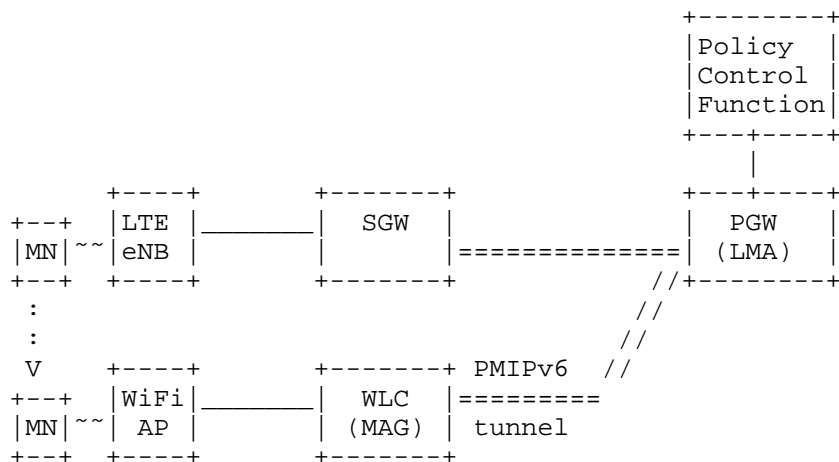 Policy
Control
Function
LTE SGW PGW
MN eNB (LMA)
V PMIPv6
WiFi WLC
MN AP (MAG) tunnel